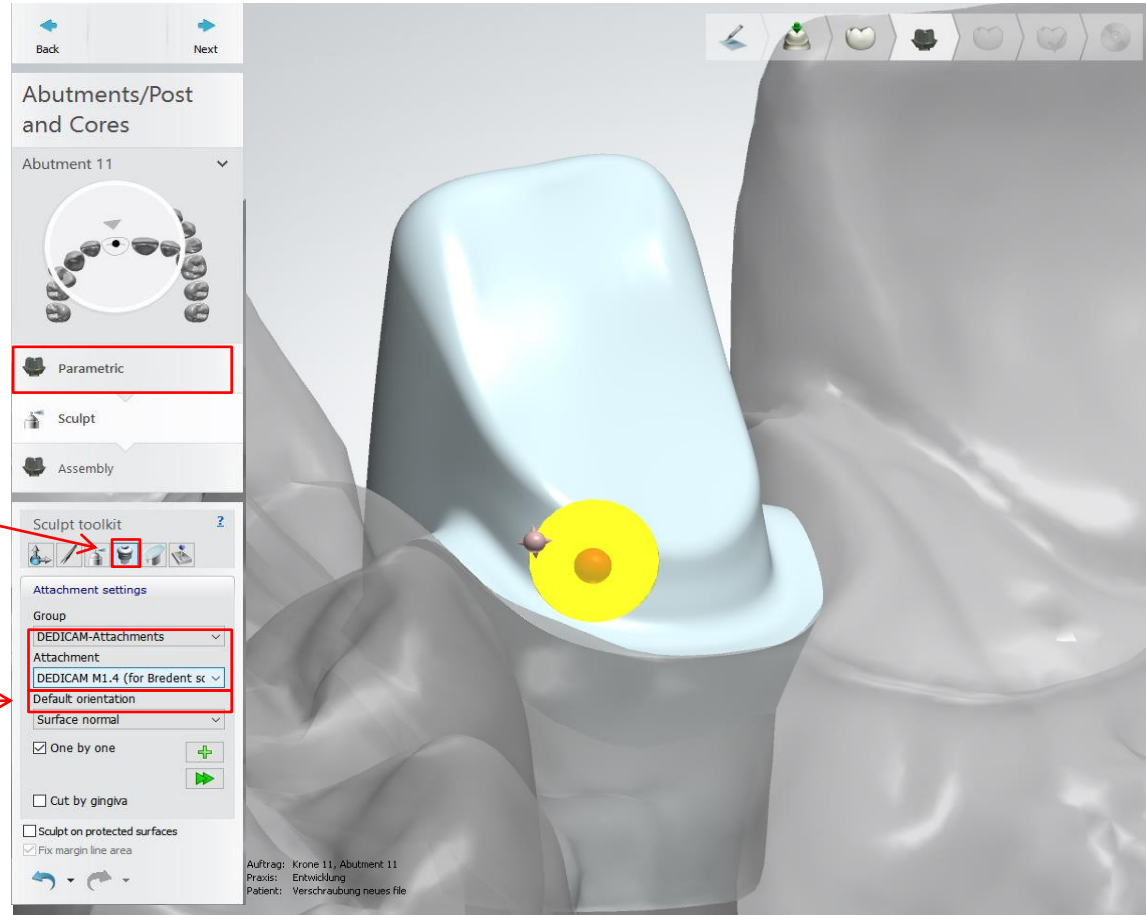 Back
Next
Abutments/Post
and Cores
Abutment 11
Parametric
Sculpt
Assembly
Sculpt toolkit
?
Attachment settings
Group
DEDICAM-Attachments
Attachment
DEDICAM M1.4 (for Bredent sc
Default orientation
Surface normal
One by one
Cut by gingiva
Sculpt on protected surfaces
Fix margin line area
Auftrag: Krone 11, Abutment 11
Praxis: Entwicklung
Patient: Verschraubung neues file